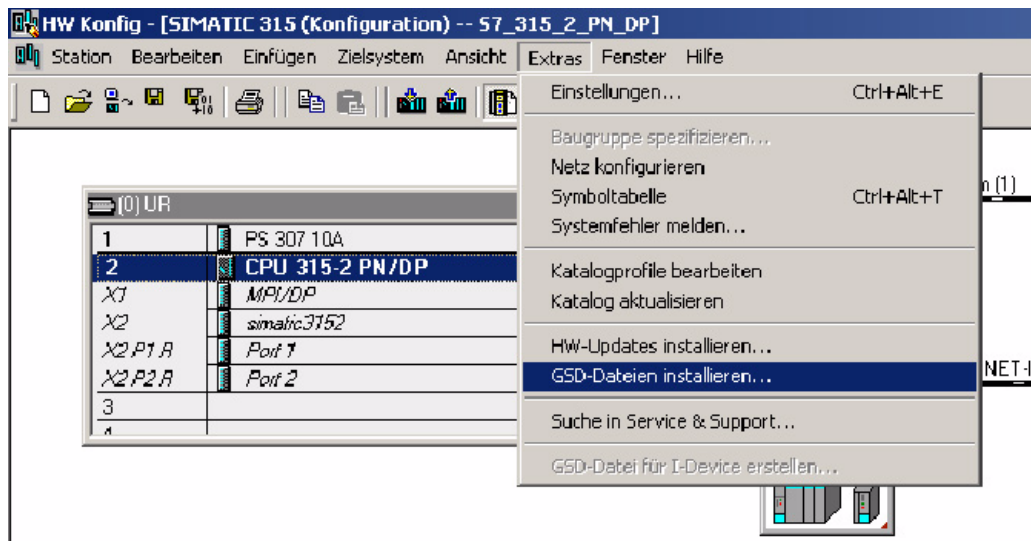 HW Konfig - [SIMATIC 315 (Konfiguration) -- S7_315_2_PN_DP]
Station Bearbeiten Einfügen Zielsystem Ansicht Extras Fenster Hilfe
Einstellungen... Ctrl+Alt+E
Baugruppe spezifizieren...
Netz konfigurieren
Symboltabelle Ctrl+Alt+T
Systemfehler melden...
Katalogprofile bearbeiten
Katalog aktualisieren
HW-Updates installieren...
GSD-Dateien installieren...
Suche in Service & Support...
GSD-Datei für I-Device erstellen...
(0) UR
1 PS 307 10A
2 CPU 315-2 PN/DP
X1 MPI/DP
X2 simatic3152
X2 P1 R Port 1
X2 P2 R Port 2
3
4
(1)
NET-I